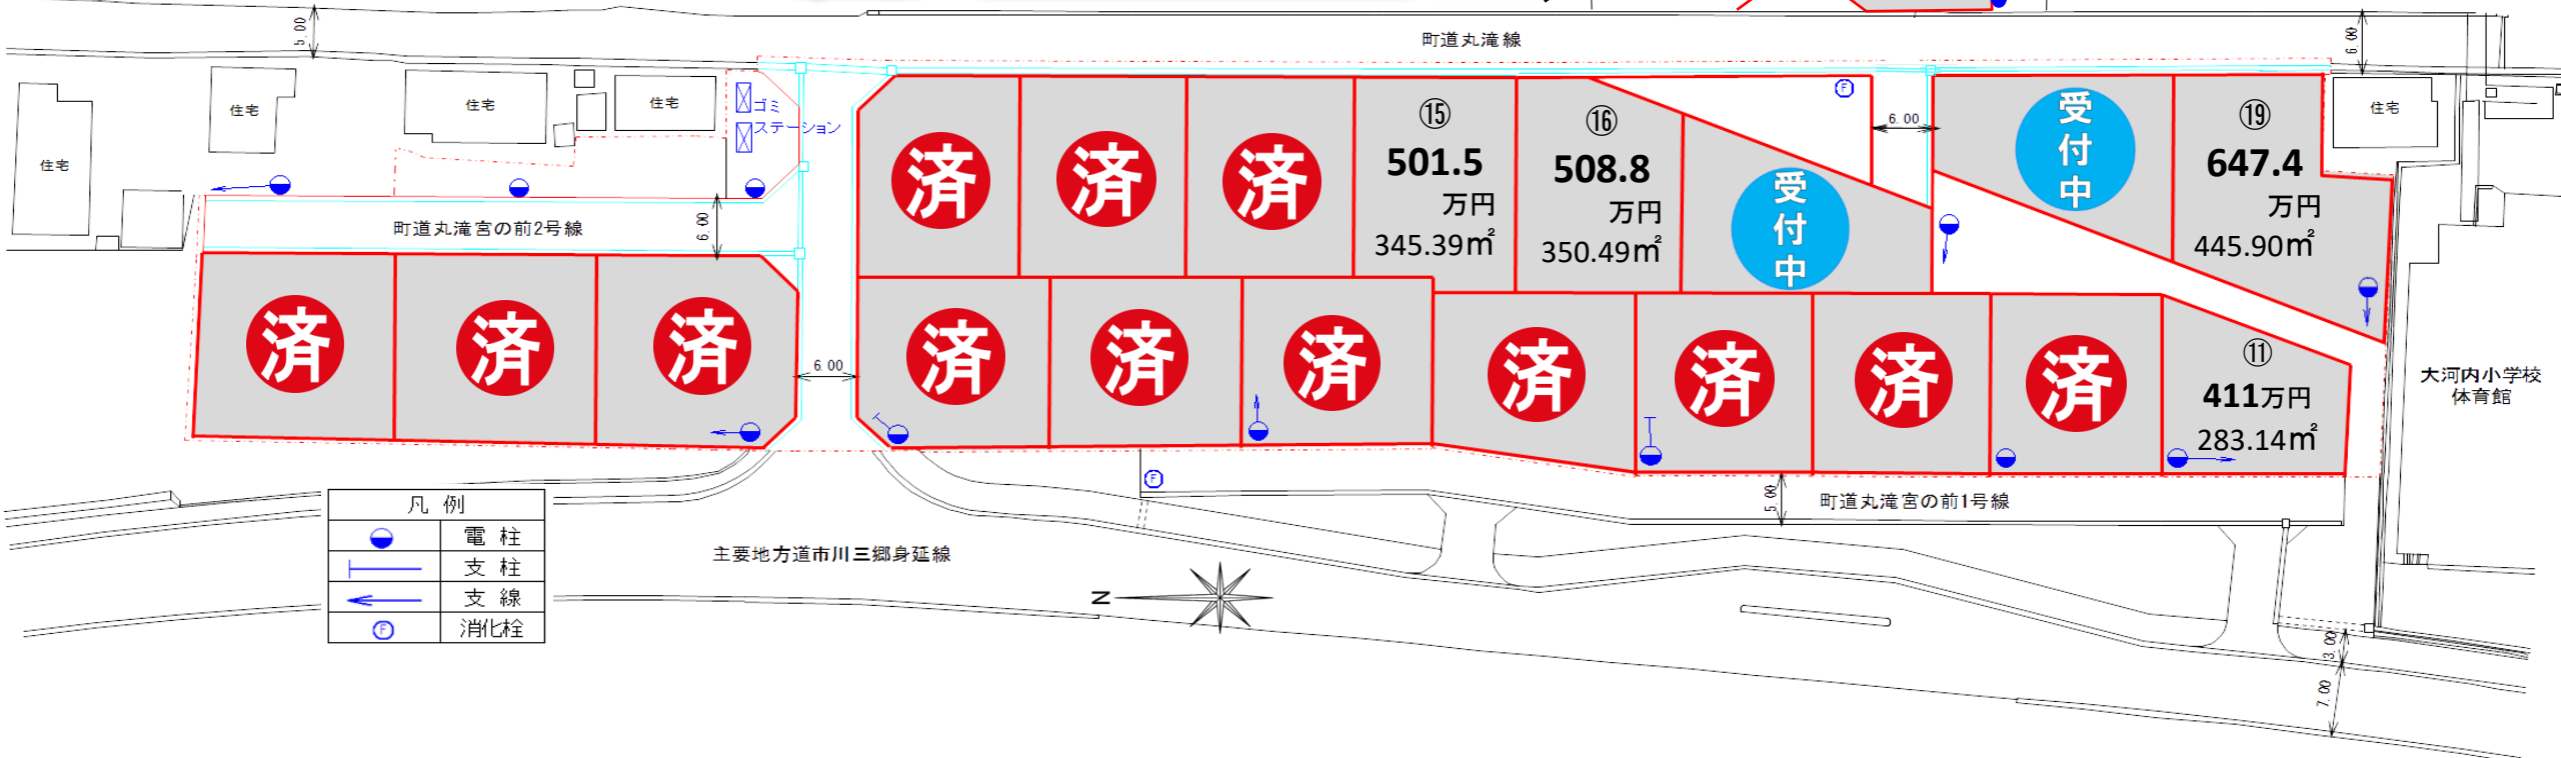 5.00
町道丸滝線
6.00
住宅
住宅
住宅
住宅
ゴミ
ステーション
F
6.00
住宅
済
済
済
⑮
501.5
万円
345.39㎡
⑯
508.8
万円
350.49㎡
受付中
受付中
⑲
647.4
万円
445.90㎡
町道丸滝宮の前2号線
6.00
済
済
済
6.00
済
済
済
済
済
済
済
⑪
411万円
283.14㎡
大河内小学校
体育館
F
5.00
町道丸滝宮の前1号線
凡 例
電 柱
支 柱
支 線
F
消化栓
主要地方道市川三郷身延線
N
3.00
7.00